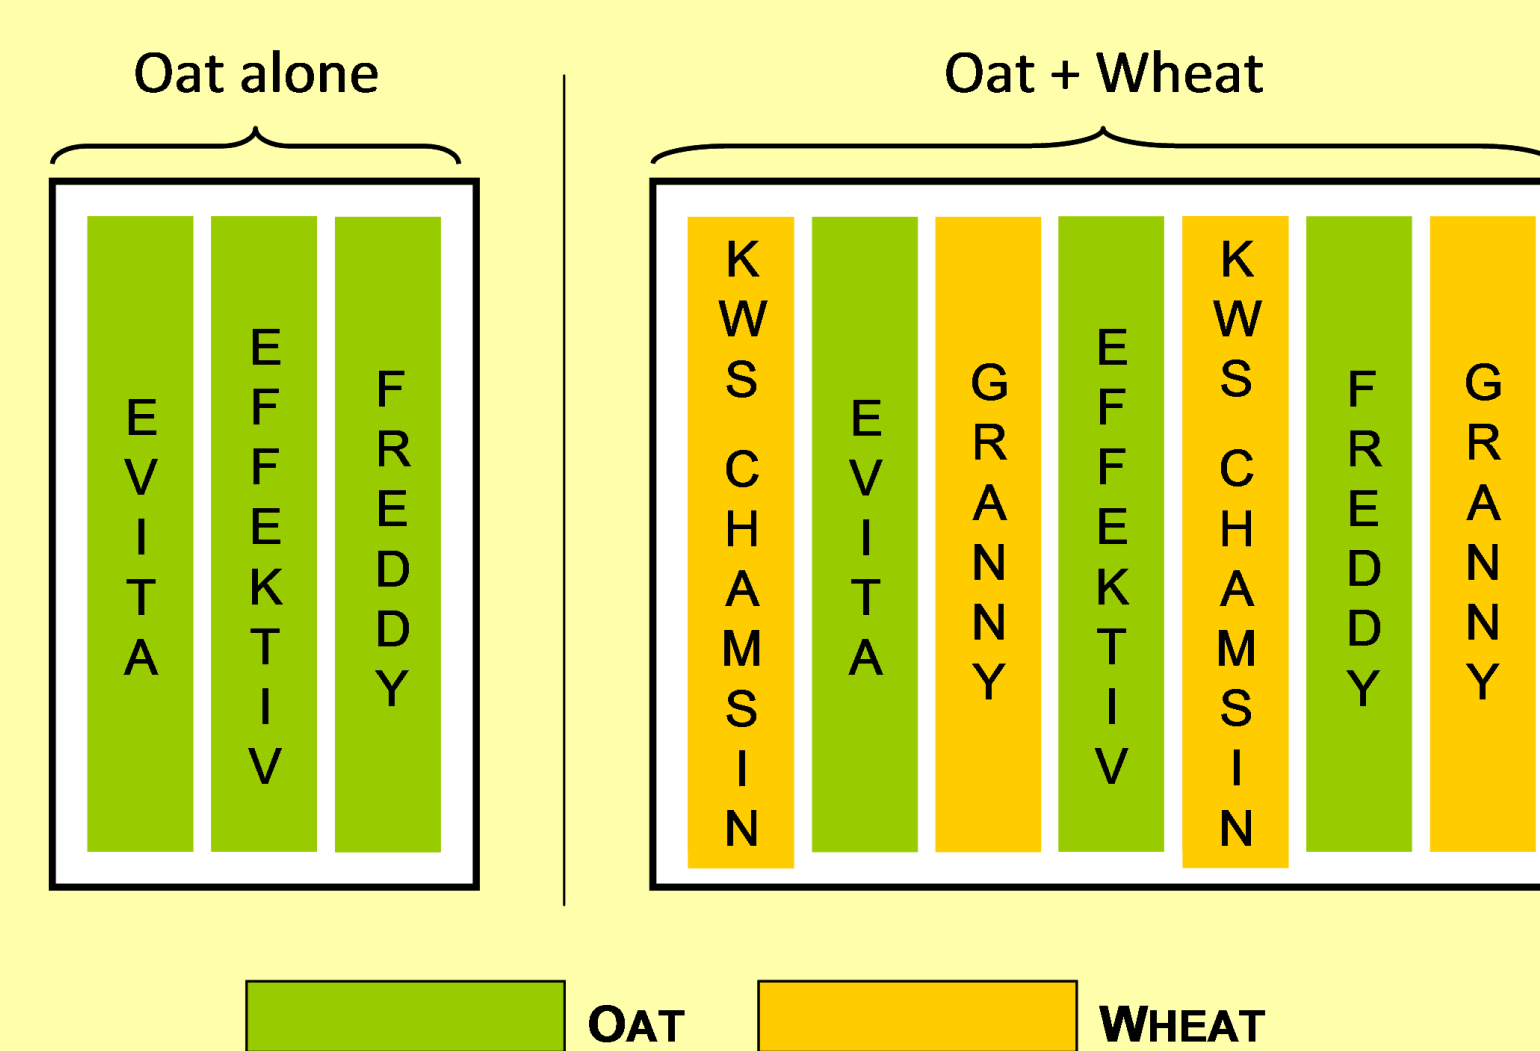 Oat alone
Oat + Wheat
EVITA
EFFEKTIV
FREDDY
KWS CHAMSIN
EVITA
GRANNY
EFFEKTIV
KWS CHAMSIN
FREDDY
GRANNY
OAT
WHEAT